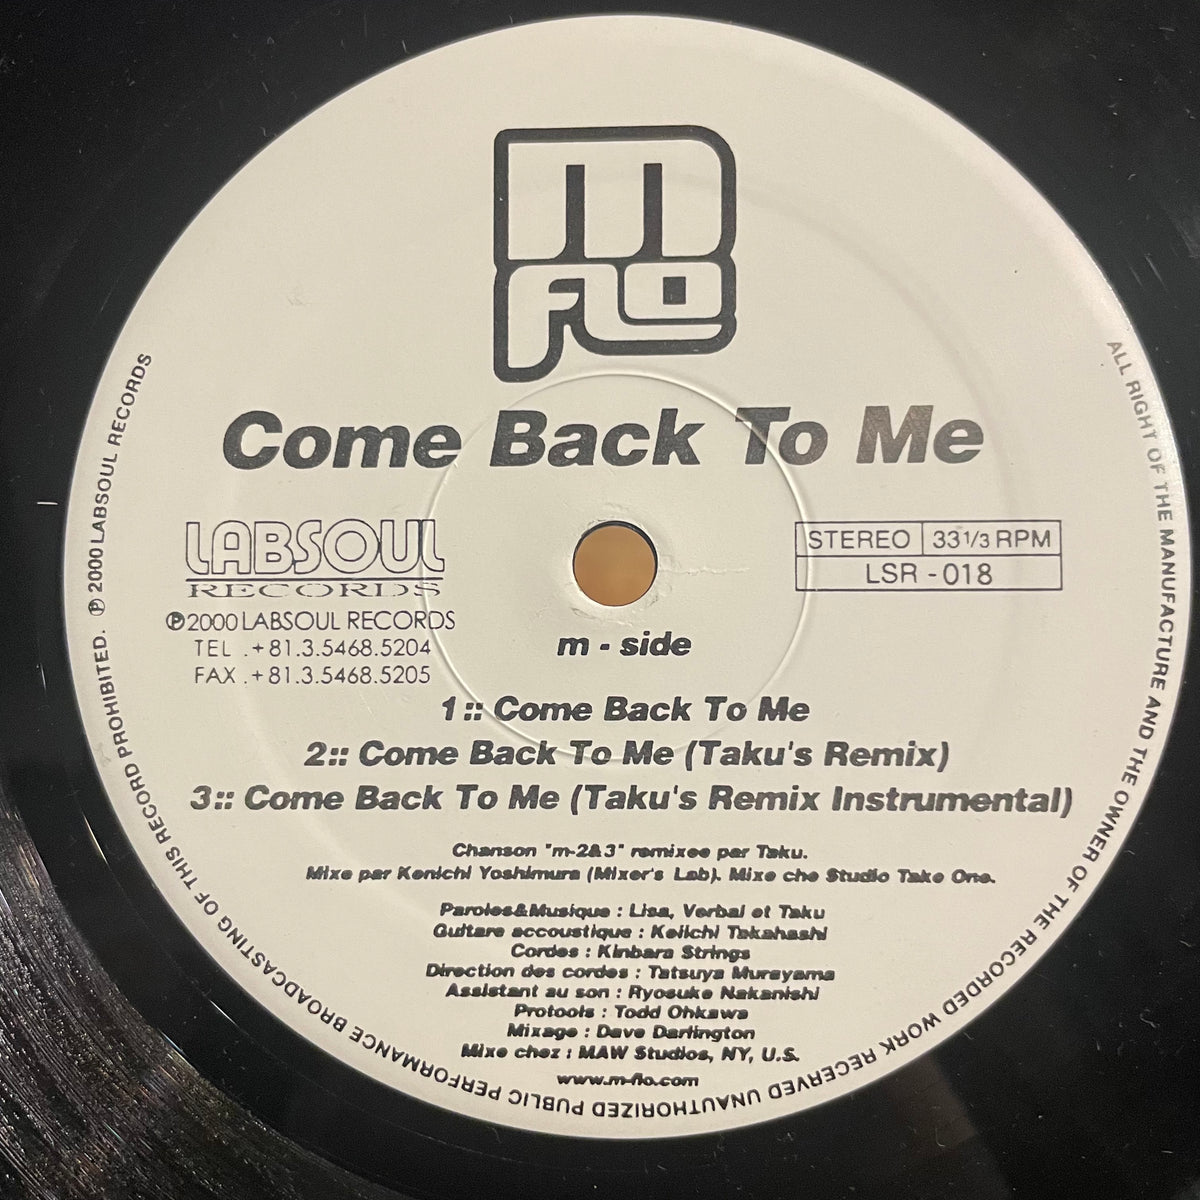 m
flo
Come Back To Me
LABSOUL
RECORDS
℗2000 LABSOUL RECORDS
TEL .+81.3.5468.5204
FAX .+81.3.5468.5205
STEREO 33 1/3 RPM
LSR - 018
m - side
1:: Come Back To Me
2:: Come Back To Me (Taku's Remix)
3:: Come Back To Me (Taku's Remix Instrumental)
Chanson "m-2&3" remixee par Taku.
Mixe par Kenichi Yoshimura (Mixer's Lab). Mixe che Studio Take One.
Paroles&Musique : Lisa, Verbal et Taku
Guitare accoustique : Keiichi Takahashi
Cordes : Kinbara Strings
Direction des cordes : Tatsuya Murayama
Assistant au son : Ryosuke Nakanishi
Protools : Todd Ohkawa
Mixage : Dave Darlington
Mixe chez : MAW Studios, NY, U.S.
www.m-flo.com
ALL RIGHT OF THE MANUFACTURE AND THE OWNER OF THE RECORDED WORK RECERVED UNAUTHORIZED PUBLIC PERFORMANCE BROADCASTING OF THIS RECORD PROHIBITED. ℗ 2000 LABSOUL RECORDS